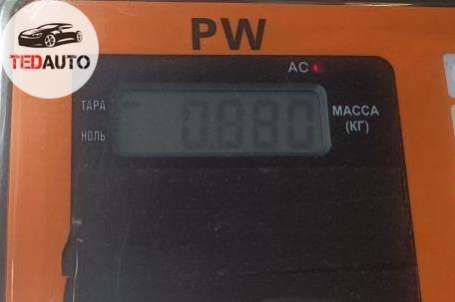 TEDAUTO
PW
AC
ТАРА
0.880
МАССА
(КГ)
НОЛЬ